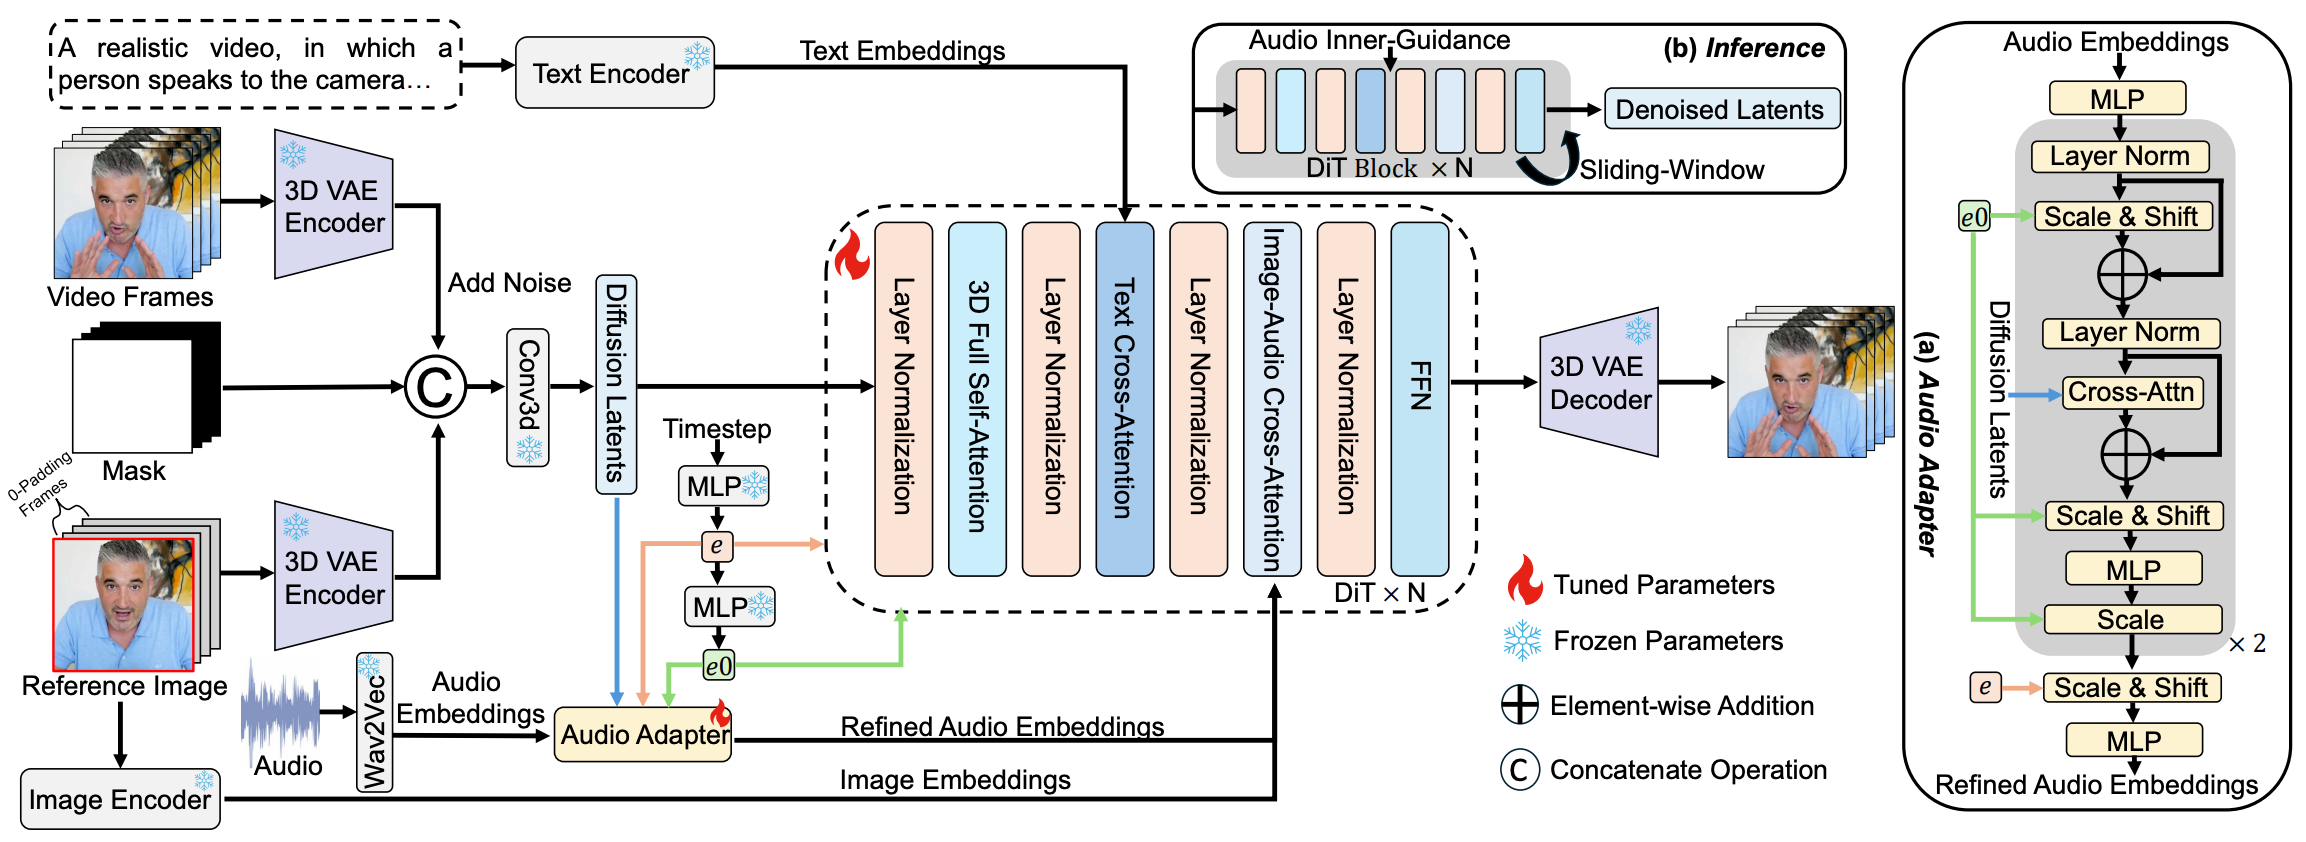 A realistic video, in which a
person speaks to the camera…
Text Encoder
Text Embeddings
Video Frames
3D VAE
Encoder
Add Noise
Mask
0-Padding
Frames
Reference Image
3D VAE
Encoder
C
Conv3d
Diffusion Latents
Timestep
MLP
e
MLP
e0
Audio
Wav2Vec
Audio
Embeddings
Audio Adapter
Refined Audio Embeddings
Image Encoder
Image Embeddings
Layer Normalization
3D Full Self-Attention
Layer Normalization
Text Cross-Attention
Layer Normalization
Image-Audio Cross-Attention
Layer Normalization
FFN
DiT × N
3D VAE
Decoder
Audio Inner-Guidance
(b) Inference
DiT Block × N
Denoised Latents
Sliding-Window
Tuned Parameters
Frozen Parameters
Element-wise Addition
C
Concatenate Operation
(a) Audio Adapter
Audio Embeddings
MLP
Layer Norm
e0
Scale & Shift
Layer Norm
Diffusion Latents
Cross-Attn
Scale & Shift
MLP
Scale
× 2
e
Scale & Shift
MLP
Refined Audio Embeddings